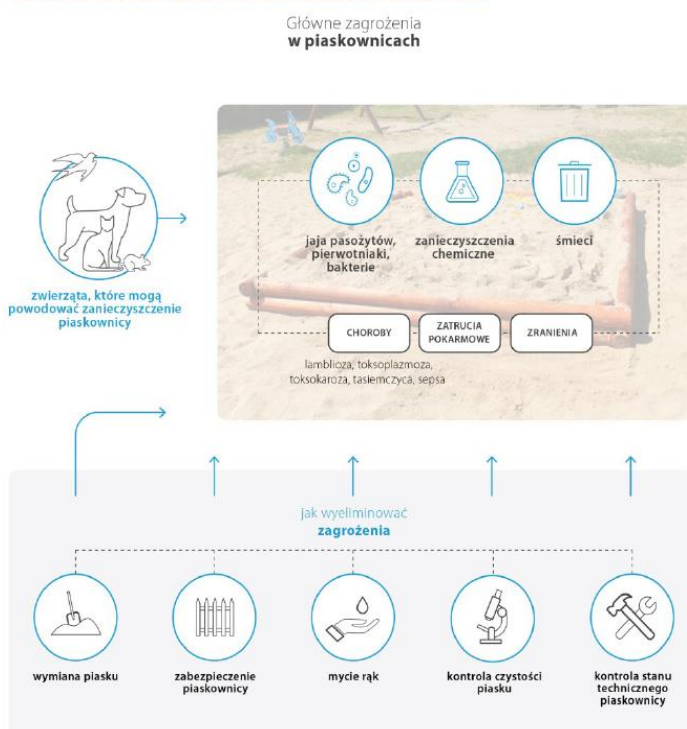 Główne zagrożenia
w piaskownicach
jaja pasożytów,
pierwotniaki,
bakterie
zanieczyszczenia
chemiczne
śmieci
zwierzęta, które mogą
powodować zanieczyszczenie
piaskownicy
CHOROBY
ZATRUCIA
POKARMOWE
ZRANIENIA
lamblioza, toksoplazmoza,
toksokaroza, tasiemczyca, sepsa
jak wyeliminować
zagrożenia
wymiana piasku
zabezpieczenie
piaskownicy
mycie rąk
kontrola czystości
piasku
kontrola stanu
technicznego
piaskownicy